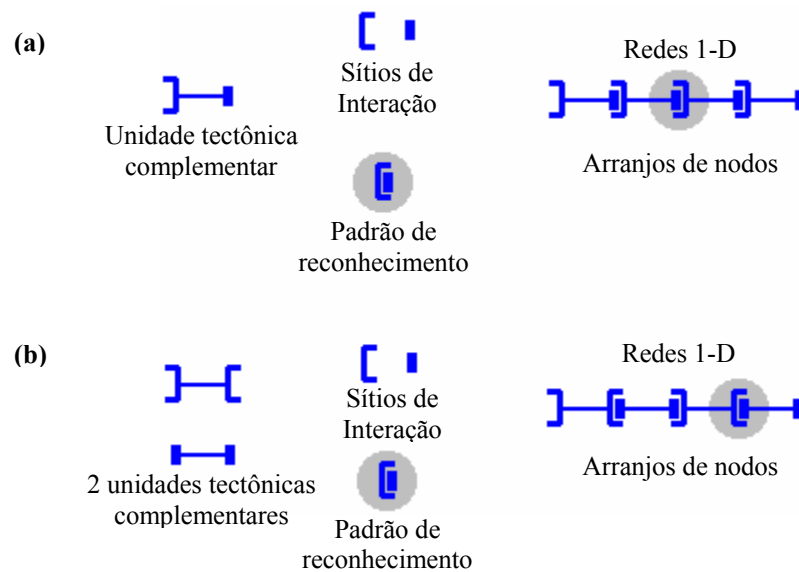 (a)
Unidade tectônica
complementar
Sítios de
Interação
Padrão de
reconhecimento
Redes 1-D
Arranjos de nodos
(b)
2 unidades tectônicas
complementares
Sítios de
Interação
Padrão de
reconhecimento
Redes 1-D
Arranjos de nodos